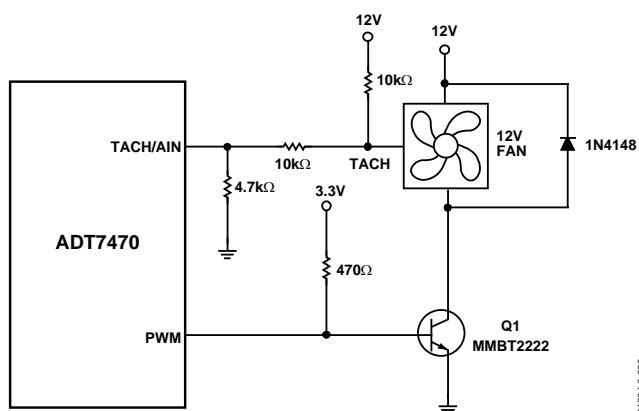 12V
12V
10kΩ
TACH/AIN
10kΩ
TACH
12V
FAN
1N4148
4.7kΩ
3.3V
ADT7470
470Ω
Q1
MMBT2222
PWM